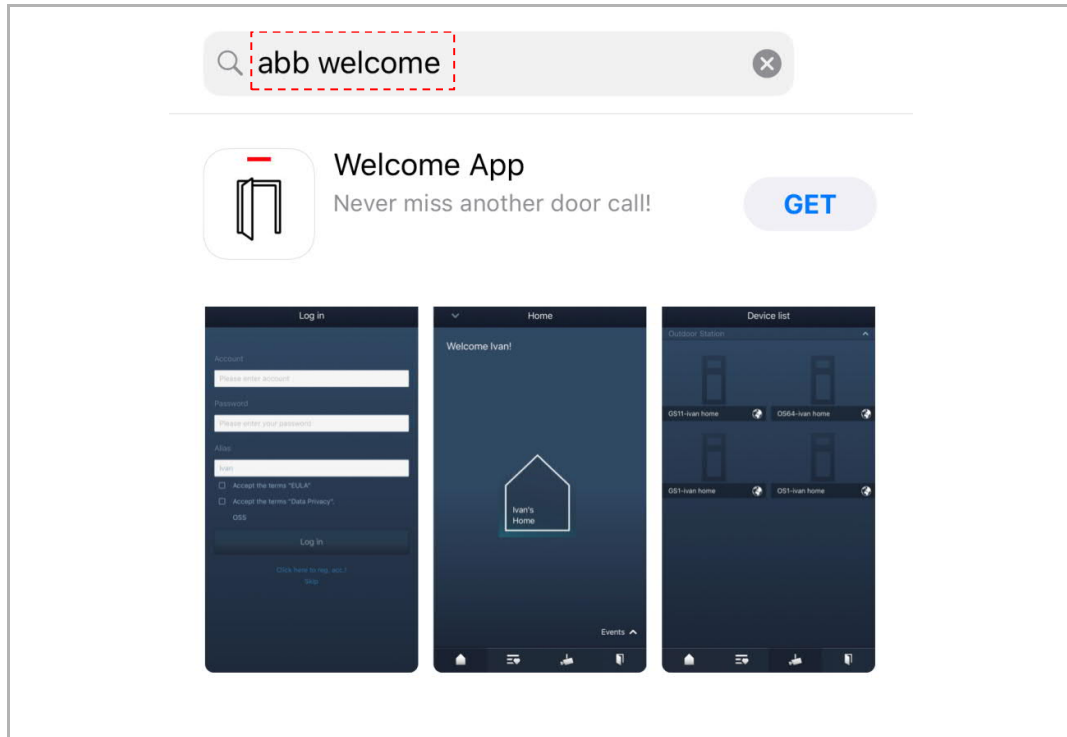 abb welcome
Welcome App
Never miss another door call!
GET
Log in
Account
Please enter account
Password
Please enter your password
Alias
Ivan
Accept the terms "EULA"
Accept the terms "Data Privacy".
OSS
Log in
Click here to reg. acc.!
Skip
Home
Welcome Ivan!
Ivan's
Home
Events
Device list
Outdoor Station
GS11-ivan home
OS64-ivan home
GS1-ivan home
OS1-ivan home